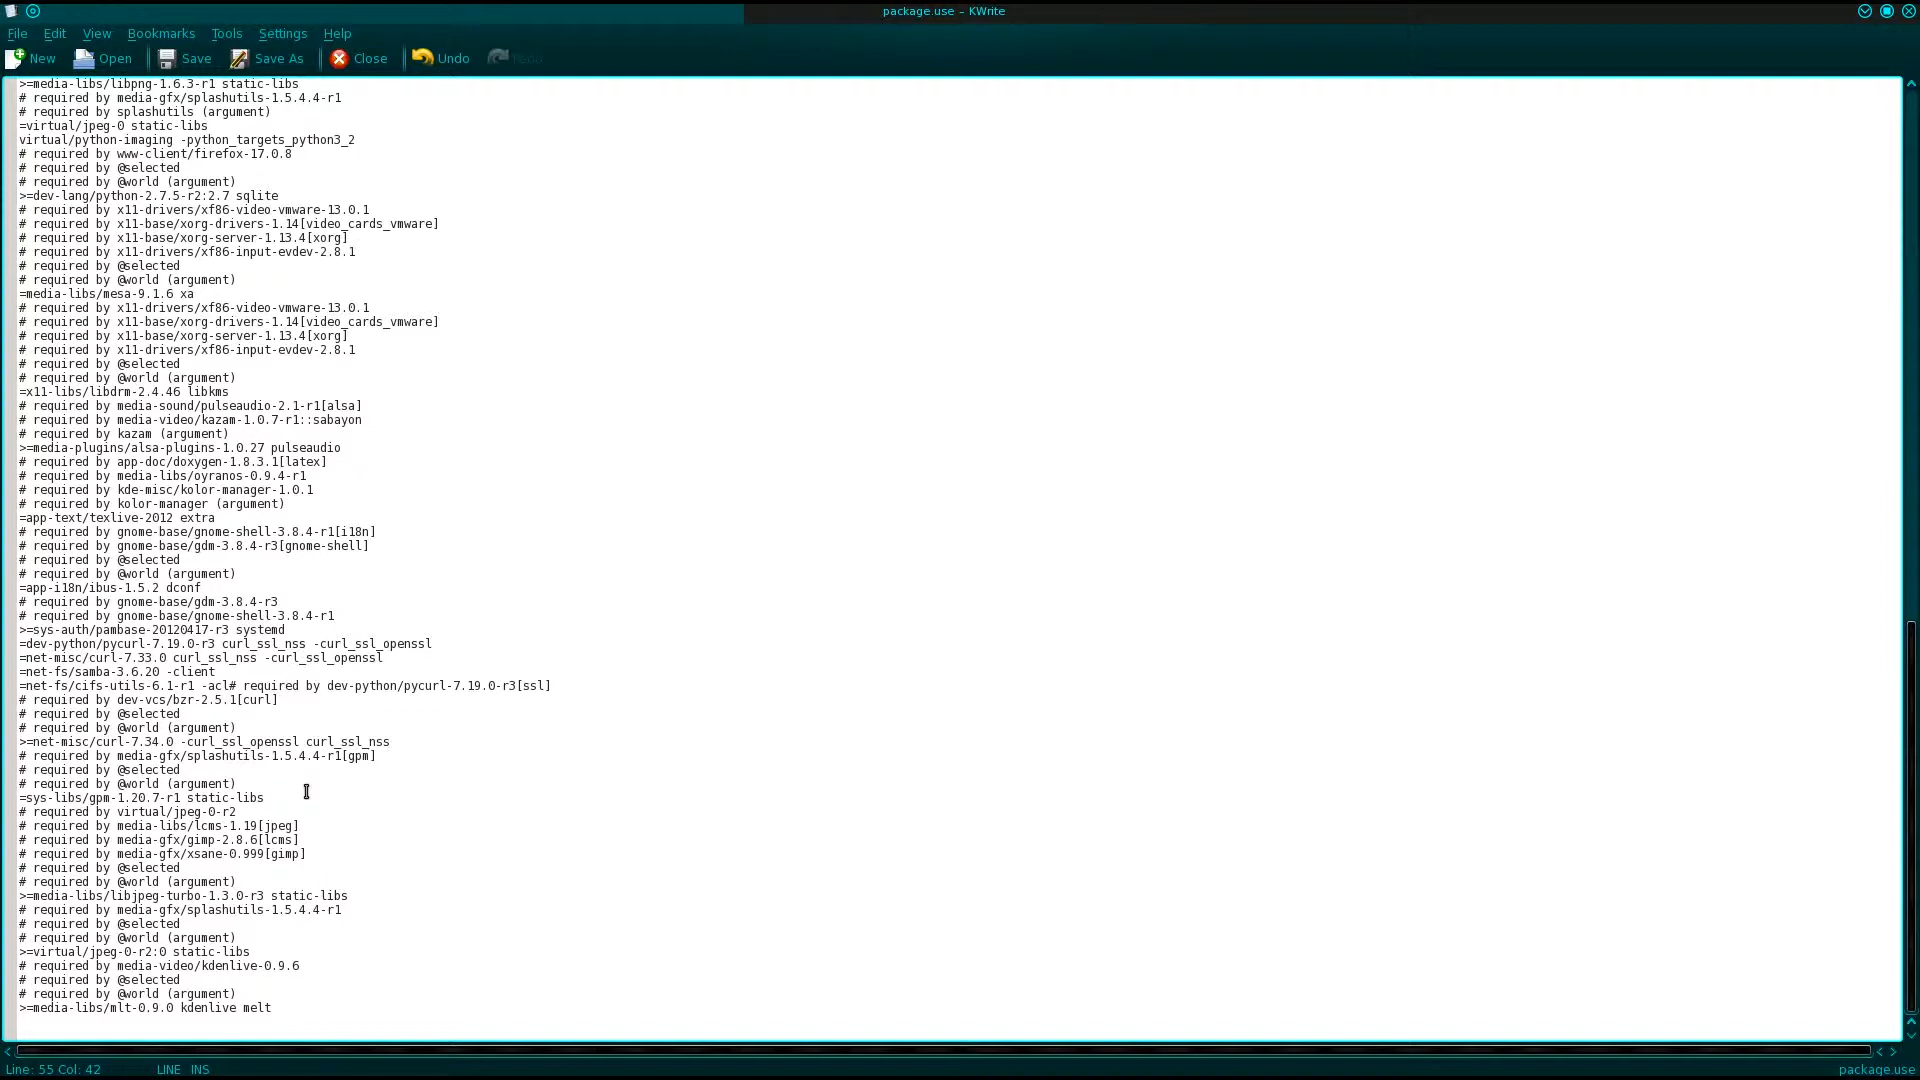 package.use – KWrite
File Edit View Bookmarks Tools Settings Help
New Open Save Save As Close Undo
>=media-libs/libpng-1.6.3-r1 static-libs
# required by media-gfx/splashutils-1.5.4.4-r1
# required by splashutils (argument)
=virtual/jpeg-0 static-libs
virtual/python-imaging -python_targets_python3_2
# required by www-client/firefox-17.0.8
# required by @selected
# required by @world (argument)
>=dev-lang/python-2.7.5-r2:2.7 sqlite
# required by x11-drivers/xf86-video-vmware-13.0.1
# required by x11-base/xorg-drivers-1.14[video_cards_vmware]
# required by x11-base/xorg-server-1.13.4[xorg]
# required by x11-drivers/xf86-input-evdev-2.8.1
# required by @selected
# required by @world (argument)
=media-libs/mesa-9.1.6 xa
# required by x11-drivers/xf86-video-vmware-13.0.1
# required by x11-base/xorg-drivers-1.14[video_cards_vmware]
# required by x11-base/xorg-server-1.13.4[xorg]
# required by x11-drivers/xf86-input-evdev-2.8.1
# required by @selected
# required by @world (argument)
=x11-libs/libdrm-2.4.46 libkms
# required by media-sound/pulseaudio-2.1-r1[alsa]
# required by media-video/kazam-1.0.7-r1::sabayon
# required by kazam (argument)
>=media-plugins/alsa-plugins-1.0.27 pulseaudio
# required by app-doc/doxygen-1.8.3.1[latex]
# required by media-libs/oyranos-0.9.4-r1
# required by kde-misc/kolor-manager-1.0.1
# required by kolor-manager (argument)
=app-text/texlive-2012 extra
# required by gnome-base/gnome-shell-3.8.4-r1[i18n]
# required by gnome-base/gdm-3.8.4-r3[gnome-shell]
# required by @selected
# required by @world (argument)
=app-i18n/ibus-1.5.2 dconf
# required by gnome-base/gdm-3.8.4-r3
# required by gnome-base/gnome-shell-3.8.4-r1
>=sys-auth/pambase-20120417-r3 systemd
=dev-python/pycurl-7.19.0-r3 curl_ssl_nss -curl_ssl_openssl
=net-misc/curl-7.33.0 curl_ssl_nss -curl_ssl_openssl
=net-fs/samba-3.6.20 -client
=net-fs/cifs-utils-6.1-r1 -acl# required by dev-python/pycurl-7.19.0-r3[ssl]
# required by dev-vcs/bzr-2.5.1[curl]
# required by @selected
# required by @world (argument)
>=net-misc/curl-7.34.0 -curl_ssl_openssl curl_ssl_nss
# required by media-gfx/splashutils-1.5.4.4-r1[gpm]
# required by @selected
# required by @world (argument)
=sys-libs/gpm-1.20.7-r1 static-libs
# required by virtual/jpeg-0-r2
# required by media-libs/lcms-1.19[jpeg]
# required by media-gfx/gimp-2.8.6[lcms]
# required by media-gfx/xsane-0.999[gimp]
# required by @selected
# required by @world (argument)
>=media-libs/libjpeg-turbo-1.3.0-r3 static-libs
# required by media-gfx/splashutils-1.5.4.4-r1
# required by @selected
# required by @world (argument)
>=virtual/jpeg-0-r2:0 static-libs
# required by media-video/kdenlive-0.9.6
# required by @selected
# required by @world (argument)
>=media-libs/mlt-0.9.0 kdenlive melt
Line: 55 Col: 42 LINE INS package.use